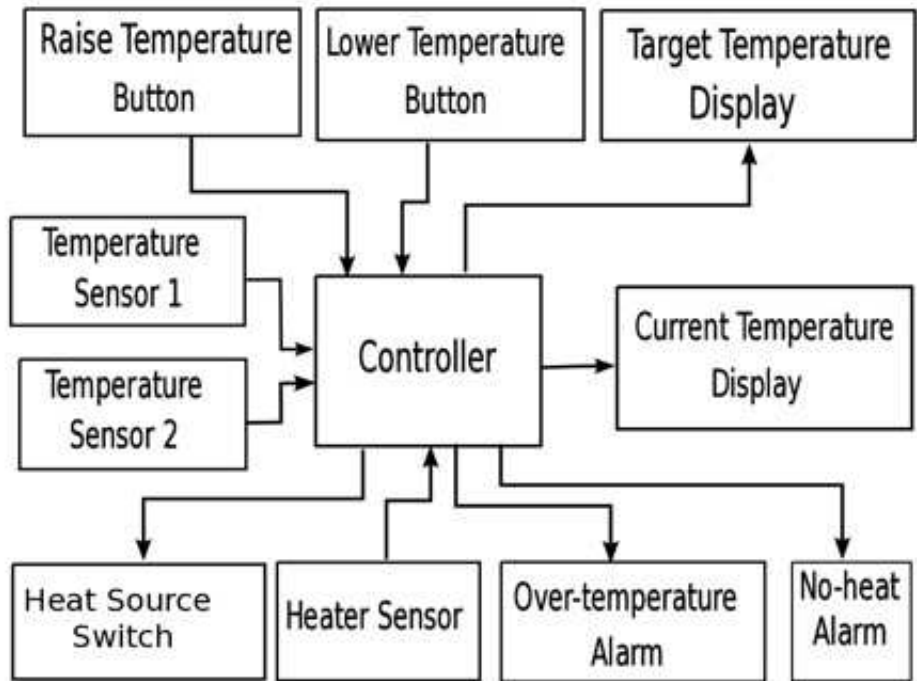 Raise Temperature
Button
Lower Temperature
Button
Target Temperature
Display
Temperature
Sensor 1
Controller
Current Temperature
Display
Temperature
Sensor 2
Heat Source
Switch
Heater Sensor
Over-temperature
Alarm
No-heat
Alarm